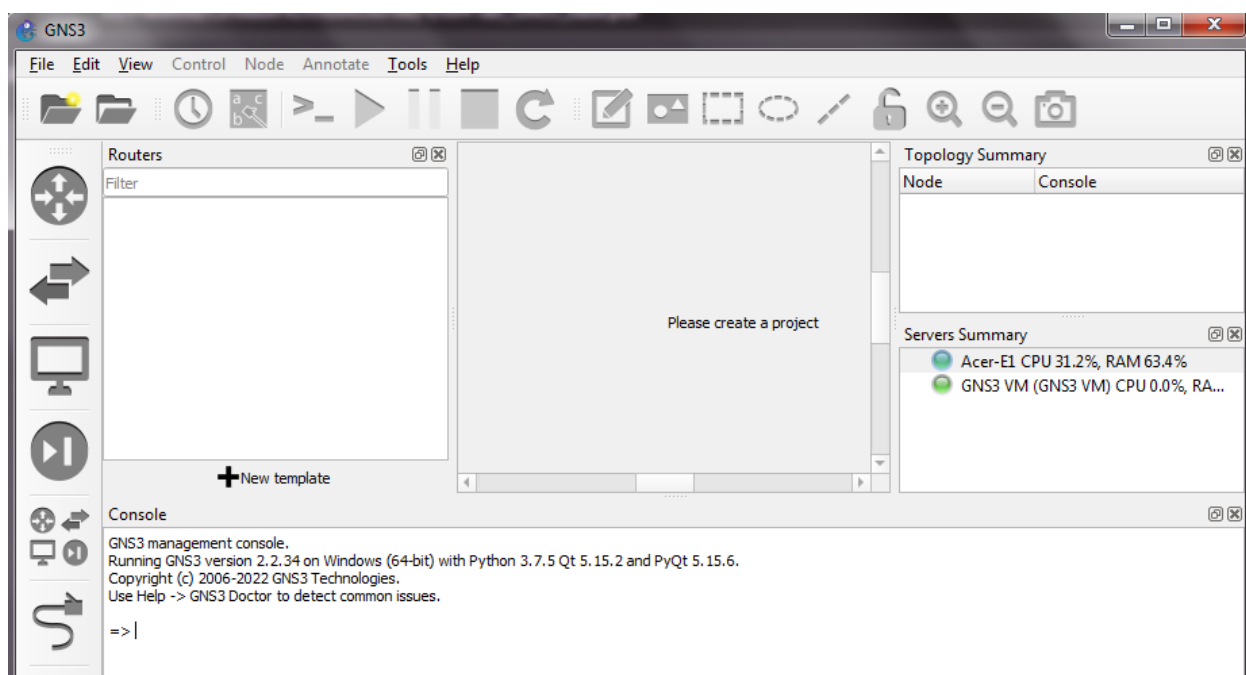 GNS3
File Edit View Control Node Annotate Tools Help
Routers
Filter
New template
Please create a project
Topology Summary
Node Console
Servers Summary
Acer-E1 CPU 31.2%, RAM 63.4%
GNS3 VM (GNS3 VM) CPU 0.0%, RA...
Console
GNS3 management console.
Running GNS3 version 2.2.34 on Windows (64-bit) with Python 3.7.5 Qt 5.15.2 and PyQt 5.15.6.
Copyright (c) 2006-2022 GNS3 Technologies.
Use Help -> GNS3 Doctor to detect common issues.
=>